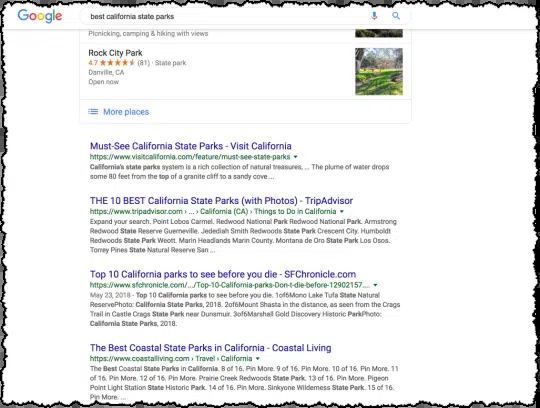 Google
best california state parks
Picnicking, camping & hiking with views
Rock City Park
4.7 (81) · State park
Danville, CA
Open now
More places
Must-See California State Parks - Visit California
https://www.visitcalifornia.com/feature/must-see-state-parks
California's state parks system is a rich collection of natural treasures, ... The plume of water drops
some 80 feet from the top of a granite cliff to a sandy cove ...
THE 10 BEST California State Parks (with Photos) - TripAdvisor
https://www.tripadvisor.com › ... › California (CA) › Things to Do in California
Expand your search. Point Lobos Carmel. Redwood National Park Redwood National Park. Armstrong
Redwood State Reserve Guerneville. Jedediah Smith Redwoods State Park Crescent City. Humboldt
Redwoods State Park Weott. Marin Headlands Marin County. Montana de Oro State Park Los Osos.
Torrey Pines State Natural Reserve San ...
Top 10 California parks to see before you die - SFChronicle.com
https://www.sfchronicle.com/.../Top-10-California-parks-Don-t-die-before-12902157....
May 23, 2018 - Top 10 California parks to see before you die. 1of6Mono Lake Tufa State Natural
ReservePhoto: California State Parks, 2018. 2of6Mount Shasta in the distance, as seen from the Crags
Trail in Castle Crags State Park near Dunsmuir. 3of6Marshall Gold Discovery Historic ParkPhoto:
California State Parks, 2018.
The Best Coastal State Parks in California - Coastal Living
https://www.coastalliving.com › Travel › California
The Best Coastal State Parks in California. 8 of 16. Pin More. 9 of 16. Pin More. 10 of 16. Pin More. 11
of 16. Pin More. 12 of 16. Pin More. Prairie Creek Redwoods State Park. 13 of 16. Pin More. Pigeon
Point Light Station State Historic Park. 14 of 16. Pin More. Sinkyone Wilderness State Park. 15 of 16.
Pin More. ...